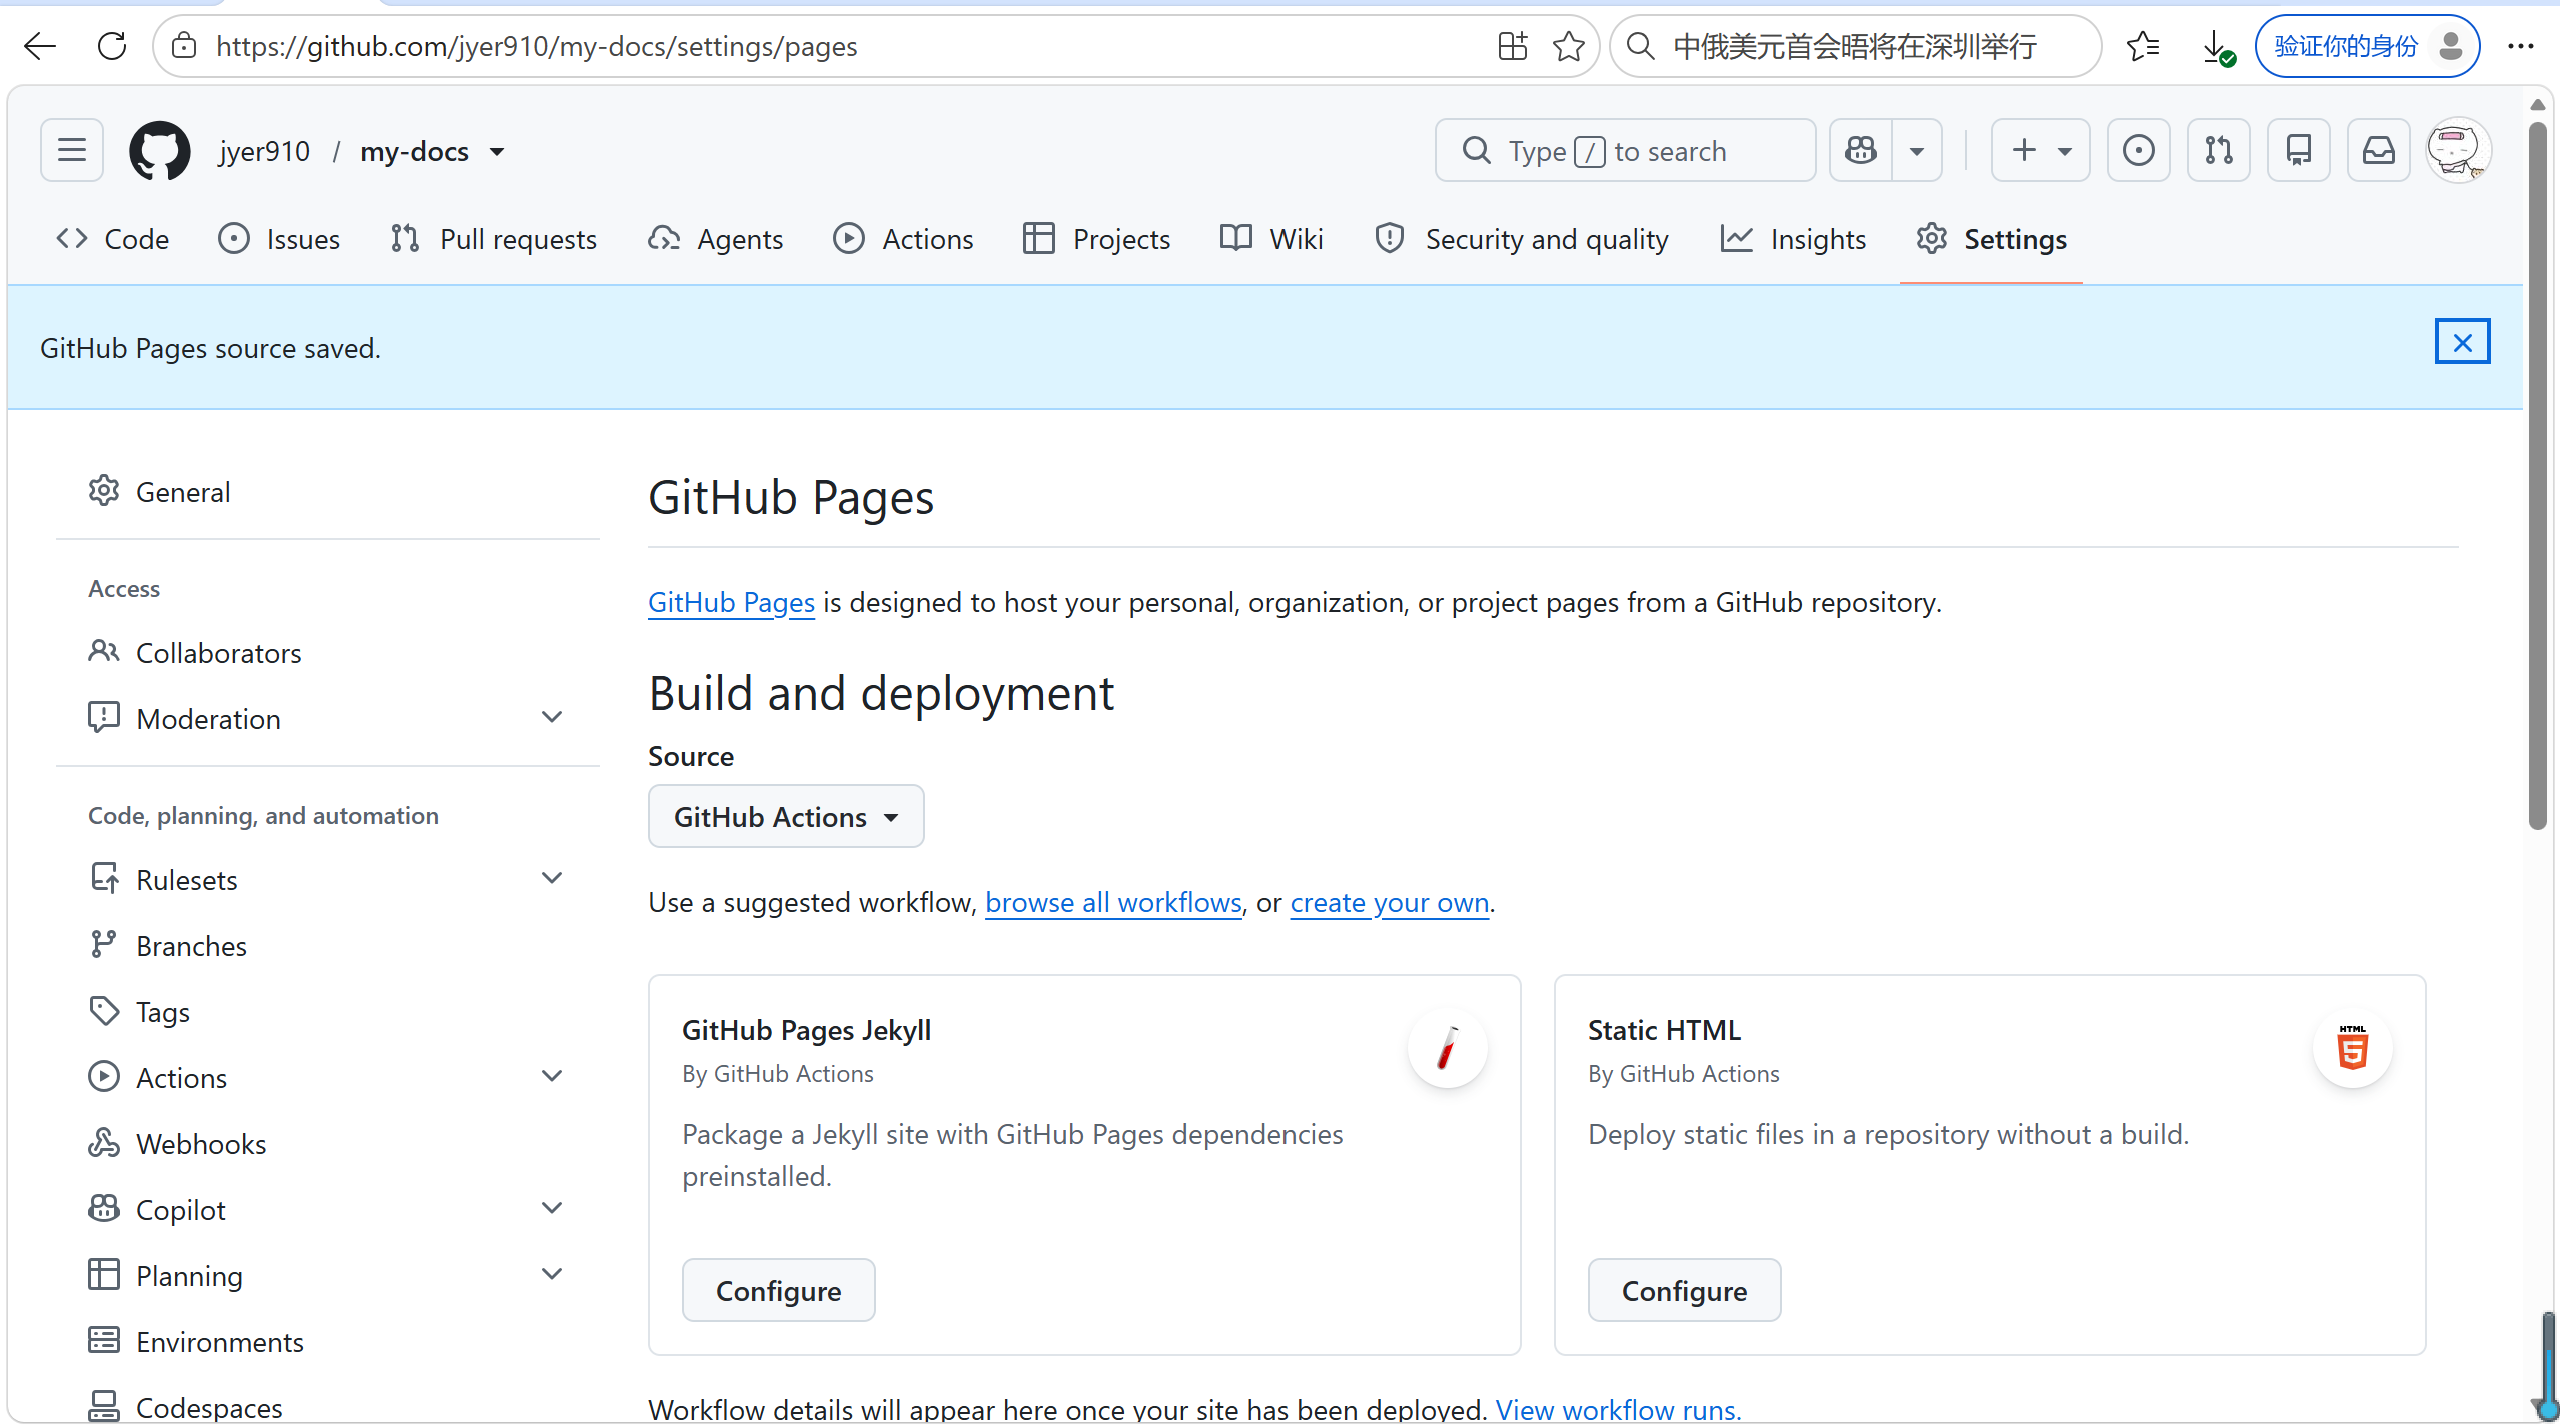 https://github.com/jyer910/my-docs/settings/pages
中俄美元首会晤将在深圳举行
验证你的身份
jyer910 / my-docs
Type / to search
Code
Issues
Pull requests
Agents
Actions
Projects
Wiki
Security and quality
Insights
Settings
GitHub Pages source saved.
General
Access
Collaborators
Moderation
Code, planning, and automation
Rulesets
Branches
Tags
Actions
Webhooks
Copilot
Planning
Environments
Codespaces
GitHub Pages
GitHub Pages is designed to host your personal, organization, or project pages from a GitHub repository.
Build and deployment
Source
GitHub Actions
Use a suggested workflow, browse all workflows, or create your own.
GitHub Pages Jekyll
By GitHub Actions
Package a Jekyll site with GitHub Pages dependencies
preinstalled.
Configure
Static HTML
By GitHub Actions
HTML
5
Deploy static files in a repository without a build.
Configure
Workflow details will appear here once your site has been deployed. View workflow runs.